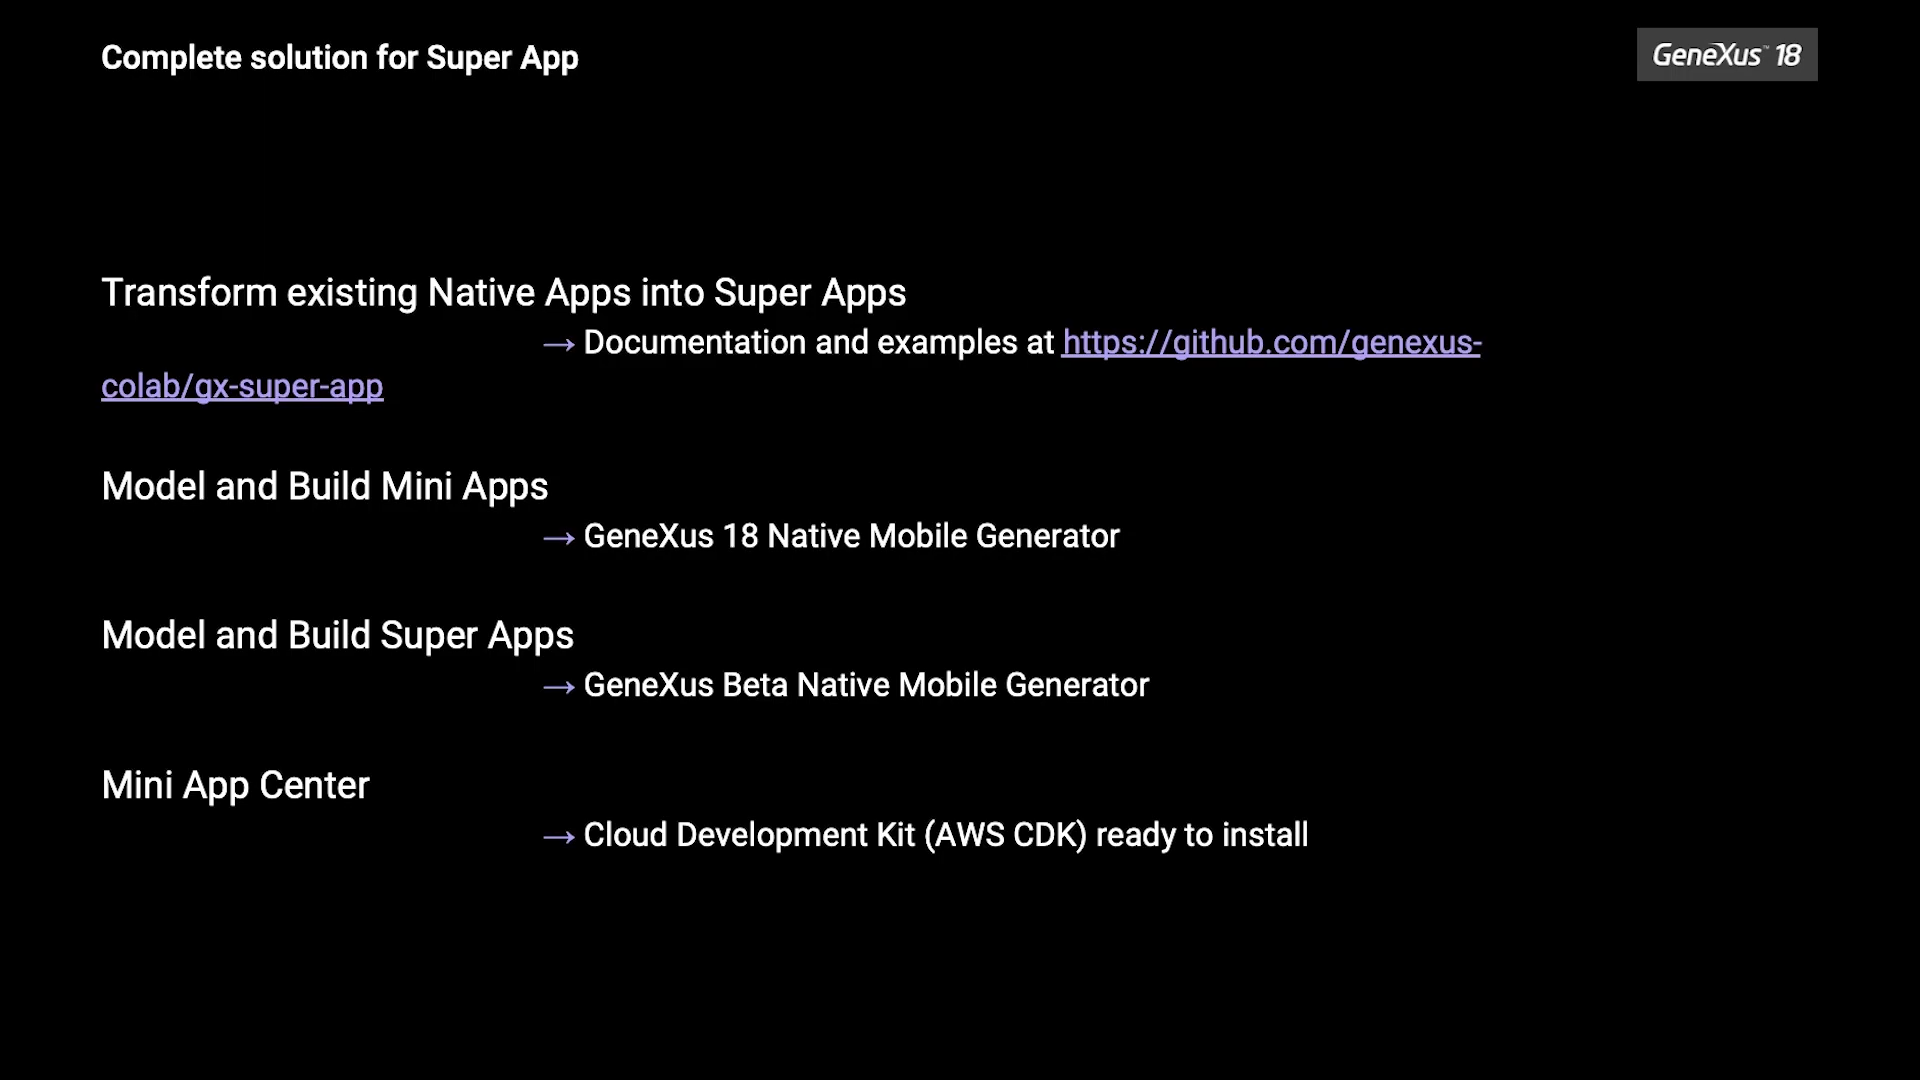 Complete solution for Super App
GeneXus™ 18
Transform existing Native Apps into Super Apps
→ Documentation and examples at https://github.com/genexus-
colab/gx-super-app
Model and Build Mini Apps
→ GeneXus 18 Native Mobile Generator
Model and Build Super Apps
→ GeneXus Beta Native Mobile Generator
Mini App Center
→ Cloud Development Kit (AWS CDK) ready to install